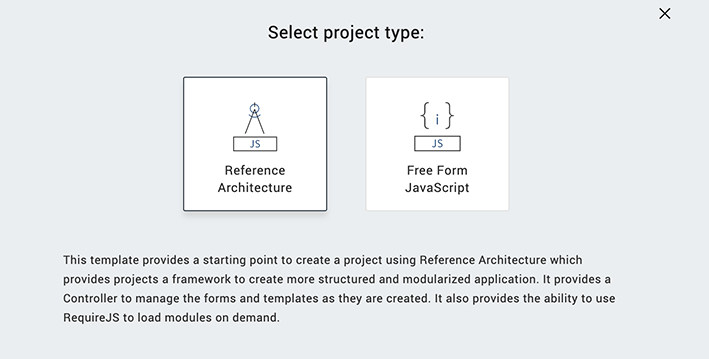 Select project type:
{ i }
JS
JS
Reference
Architecture
Free Form
JavaScript
This template provides a starting point to create a project using Reference Architecture which
provides projects a framework to create more structured and modularized application. It provides a
Controller to manage the forms and templates as they are created. It also provides the ability to use
RequireJS to load modules on demand.